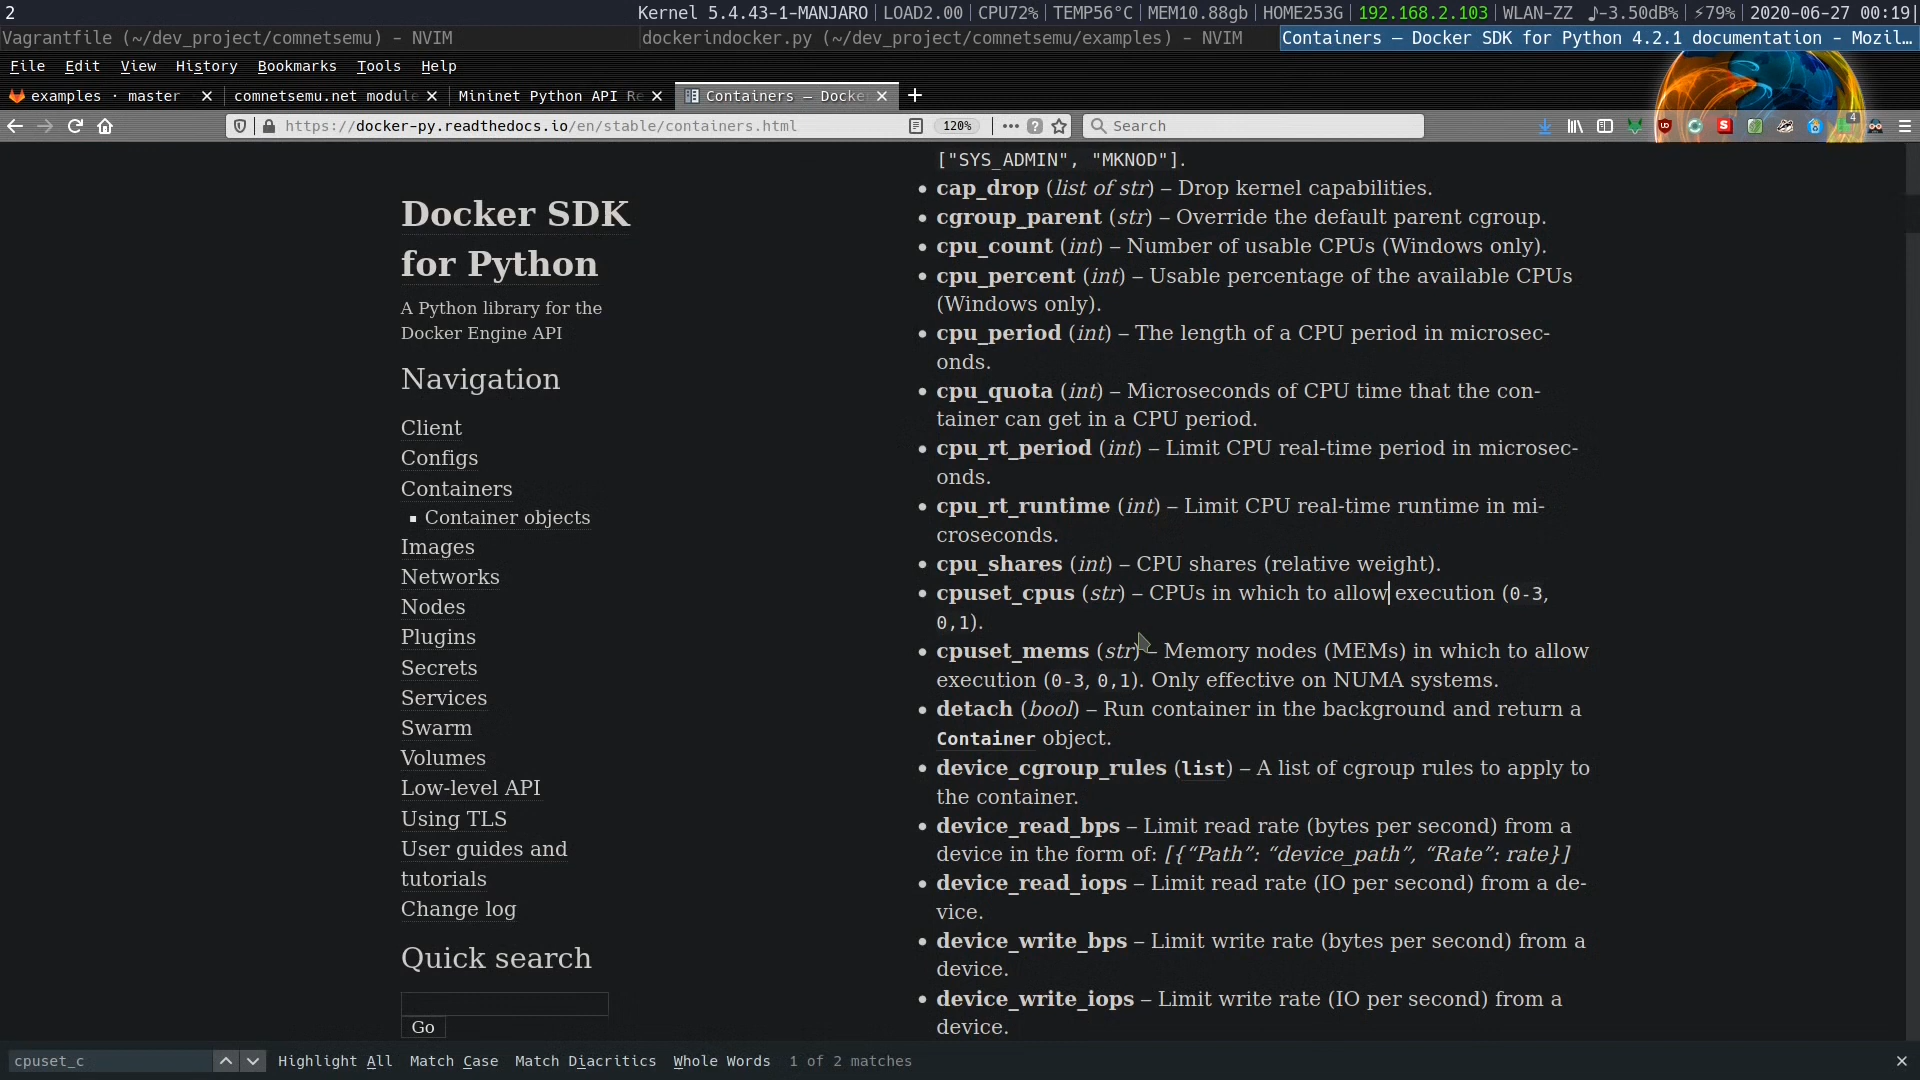 2
Kernel 5.4.43-1-MANJARO LOAD2.00 CPU72% TEMP56°C MEM10.88gb HOME253G 192.168.2.103 WLAN-ZZ ♪-3.50dB% ⚡79% 2020-06-27 00:19
Vagrantfile (~/dev_project/comnetsemu) - NVIM
dockerindocker.py (~/dev_project/comnetsemu/examples) - NVIM
Containers — Docker SDK for Python 4.2.1 documentation - Mozil…
File Edit View History Bookmarks Tools Help
examples · master
comnetsemu.net module
Mininet Python API Re
Containers — Docke
https://docker-py.readthedocs.io/en/stable/containers.html
120%
Search
4
Docker SDK
for Python
A Python library for the
Docker Engine API
Navigation
Client
Configs
Containers
Container objects
Images
Networks
Nodes
Plugins
Secrets
Services
Swarm
Volumes
Low-level API
Using TLS
User guides and
tutorials
Change log
Quick search
Go
["SYS_ADMIN", "MKNOD"].
• cap_drop (list of str) – Drop kernel capabilities.
• cgroup_parent (str) – Override the default parent cgroup.
• cpu_count (int) – Number of usable CPUs (Windows only).
• cpu_percent (int) – Usable percentage of the available CPUs
(Windows only).
• cpu_period (int) – The length of a CPU period in microsec-
onds.
• cpu_quota (int) – Microseconds of CPU time that the con-
tainer can get in a CPU period.
• cpu_rt_period (int) – Limit CPU real-time period in microsec-
onds.
• cpu_rt_runtime (int) – Limit CPU real-time runtime in mi-
croseconds.
• cpu_shares (int) – CPU shares (relative weight).
• cpuset_cpus (str) – CPUs in which to allow execution (0-3,
0,1).
• cpuset_mems (str) – Memory nodes (MEMs) in which to allow
execution (0-3, 0,1). Only effective on NUMA systems.
• detach (bool) – Run container in the background and return a
Container object.
• device_cgroup_rules (list) – A list of cgroup rules to apply to
the container.
• device_read_bps – Limit read rate (bytes per second) from a
device in the form of: [{“Path”: “device_path”, “Rate”: rate}]
• device_read_iops – Limit read rate (IO per second) from a de-
vice.
• device_write_bps – Limit write rate (bytes per second) from a
device.
• device_write_iops – Limit write rate (IO per second) from a
device.
cpuset_c
Highlight All Match Case Match Diacritics Whole Words 1 of 2 matches